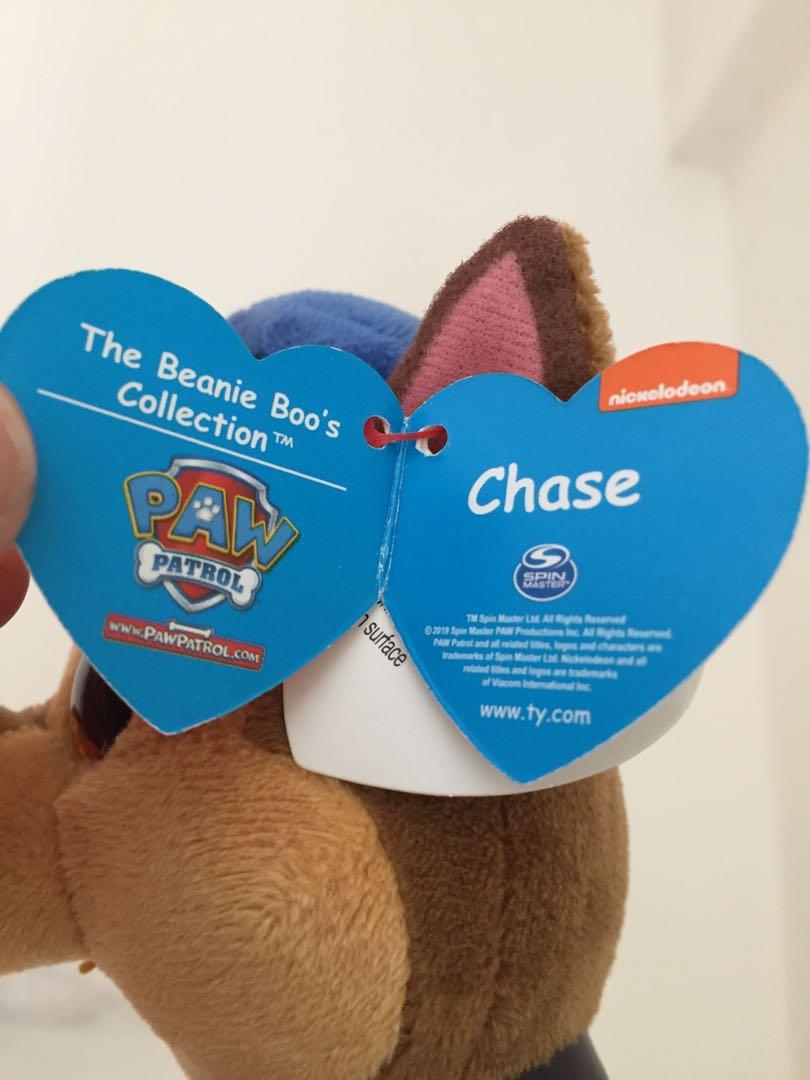 The Beanie Boo's
Collection™
PAW
PATROL
www.PAWPATROL.COM
nickelodeon
Chase
SPIN
MASTER™
TM Spin Master Ltd. All Rights Reserved
©2019 Spin Master PAW Productions Inc. All Rights Reserved.
PAW Patrol and all related titles, logos and characters are
trademarks of Spin Master Ltd. Nickelodeon and all
related titles and logos are trademarks
of Viacom International Inc.
www.ty.com
surface